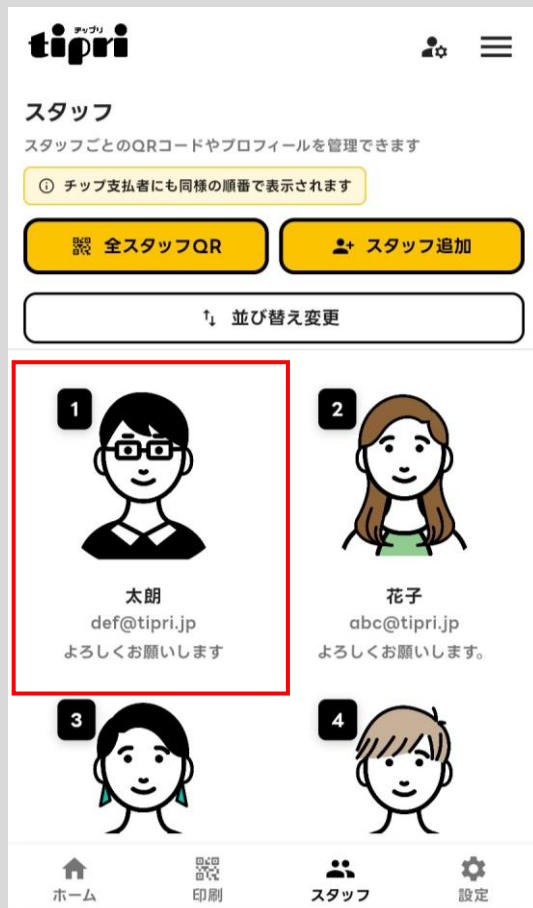 チップリ
tipri
スタッフ
スタッフごとのQRコードやプロフィールを管理できます
チップ支払者にも同様の順番で表示されます
全スタッフQR
スタッフ追加
並び替え変更
1
2
太朗
花子
def@tipri.jp
abc@tipri.jp
よろしくお願いします
よろしくお願いします。
3
4
ホーム
印刷
スタッフ
設定